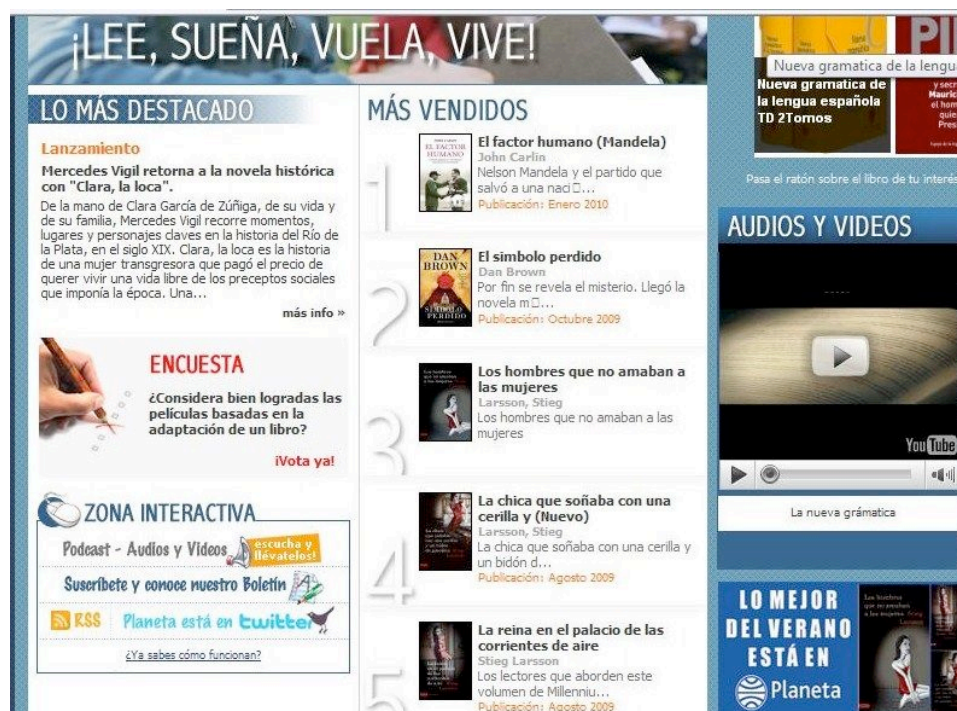 ¡LEE, SUEÑA, VUELA, VIVE!
LO MÁS DESTACADO
Lanzamiento
Mercedes Vigil retorna a la novela histórica
con "Clara, la loca".
De la mano de Clara García de Zúñiga, de su vida y
de su familia, Mercedes Vigil recorre momentos,
lugares y personajes claves en la historia del Río de
la Plata, en el siglo XIX. Clara, la loca es la historia
de una mujer transgresora que pagó el precio de
querer vivir una vida libre de los preceptos sociales
que imponía la época. Una...
más info »
ENCUESTA
¿Considera bien logradas las
películas basadas en la
adaptación de un libro?
¡Vota ya!
ZONA INTERACTIVA
Podcast - Audios y Videos
escucha y
llévatelos!
Suscríbete y conoce nuestro Boletín
RSS
Planeta está en twitter
¿Ya sabes cómo funcionan?
MÁS VENDIDOS
1
EL FACTOR
HUMANO
El factor humano (Mandela)
John Carlin
Nelson Mandela y el partido que
salvó a una naci□...
Publicación: Enero 2010
2
DAN
BROWN
SÍMBOLO
PERDIDO
El simbolo perdido
Dan Brown
Por fin se revela el misterio. Llegó la
novela m□...
Publicación: Octubre 2009
3
Los hombres que no amaban a
las mujeres
Larsson, Stieg
Los hombres que no amaban a las
mujeres
4
La chica que soñaba con una
cerilla y (Nuevo)
Larsson, Stieg
La chica que soñaba con una cerilla y
un bidón d...
Publicación: Agosto 2009
5
La reina en el palacio de las
corrientes de aire
Stieg Larsson
Los lectores que aborden este
volumen de Millenniu...
Publicación: Agosto 2009
Nueva gramatica de la lengua
Nueva gramatica de
la lengua española
TD 2Tomos
Pasa el ratón sobre el libro de tu interés
AUDIOS Y VIDEOS
YouTube
La nueva grámatica
LO MEJOR
DEL VERANO
ESTÁ EN
Planeta